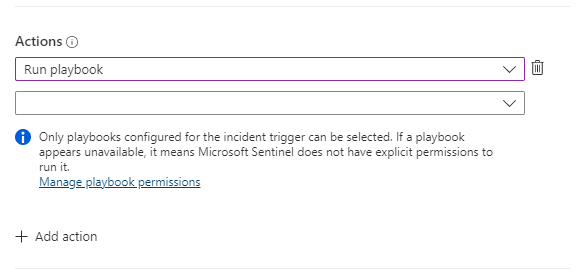 Actions
Run playbook
Only playbooks configured for the incident trigger can be selected. If a playbook
appears unavailable, it means Microsoft Sentinel does not have explicit permissions to
run it.
Manage playbook permissions
Add action